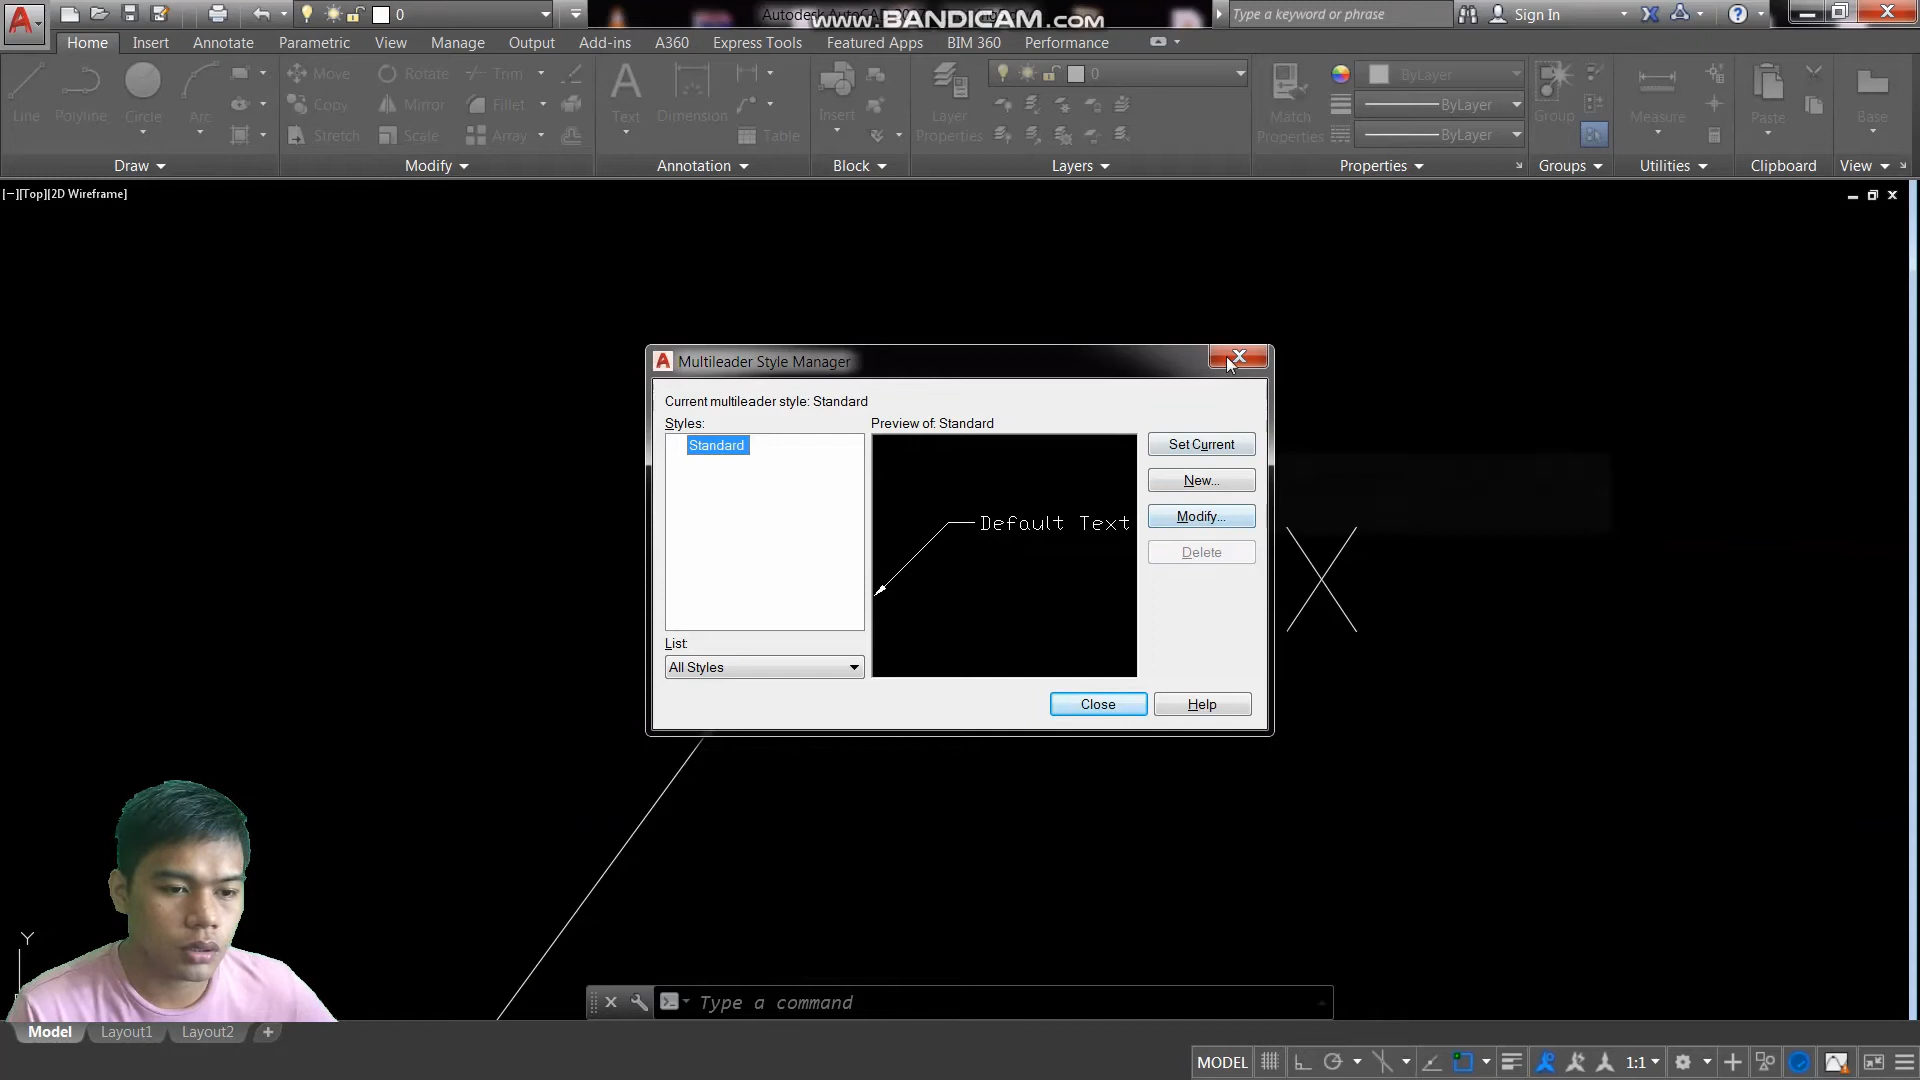 0
Autodesk AutoCAD
www.BANDICAM.com
Type a keyword or phrase
Sign In
Home Insert Annotate Parametric View Manage Output Add-ins A360 Express Tools Featured Apps BIM 360 Performance
Line Polyline Circle Arc
Move Rotate Trim
Copy Mirror Fillet
Stretch Scale Array
Text Dimension Table
Insert
Layer Properties
0
Match Properties
ByLayer
ByLayer
ByLayer
Group
Measure
Paste
Base
Draw Modify Annotation Block Layers Properties Groups Utilities Clipboard View
[−][Top][2D Wireframe]
Multileader Style Manager
Current multileader style: Standard
Styles:
Standard
Preview of: Standard
Default Text
Set Current
New...
Modify...
Delete
List:
All Styles
Close Help
Y
Type a command
Model Layout1 Layout2 +
MODEL 1:1